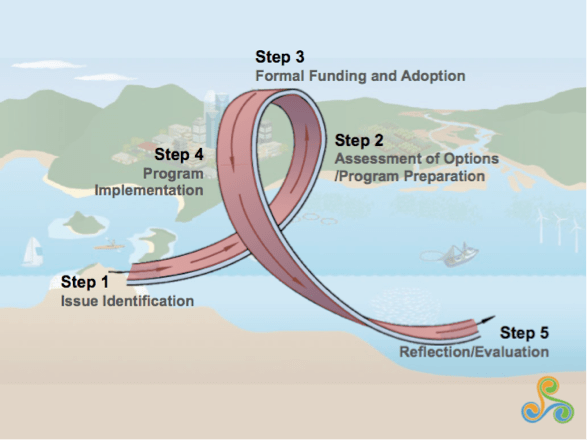 Step 3
Formal Funding and Adoption
Step 2
Assessment of Options
/Program Preparation)
Step 4
Program
Implementation
Step 1
Issue Identification
Step 5
Reflection/Evaluation